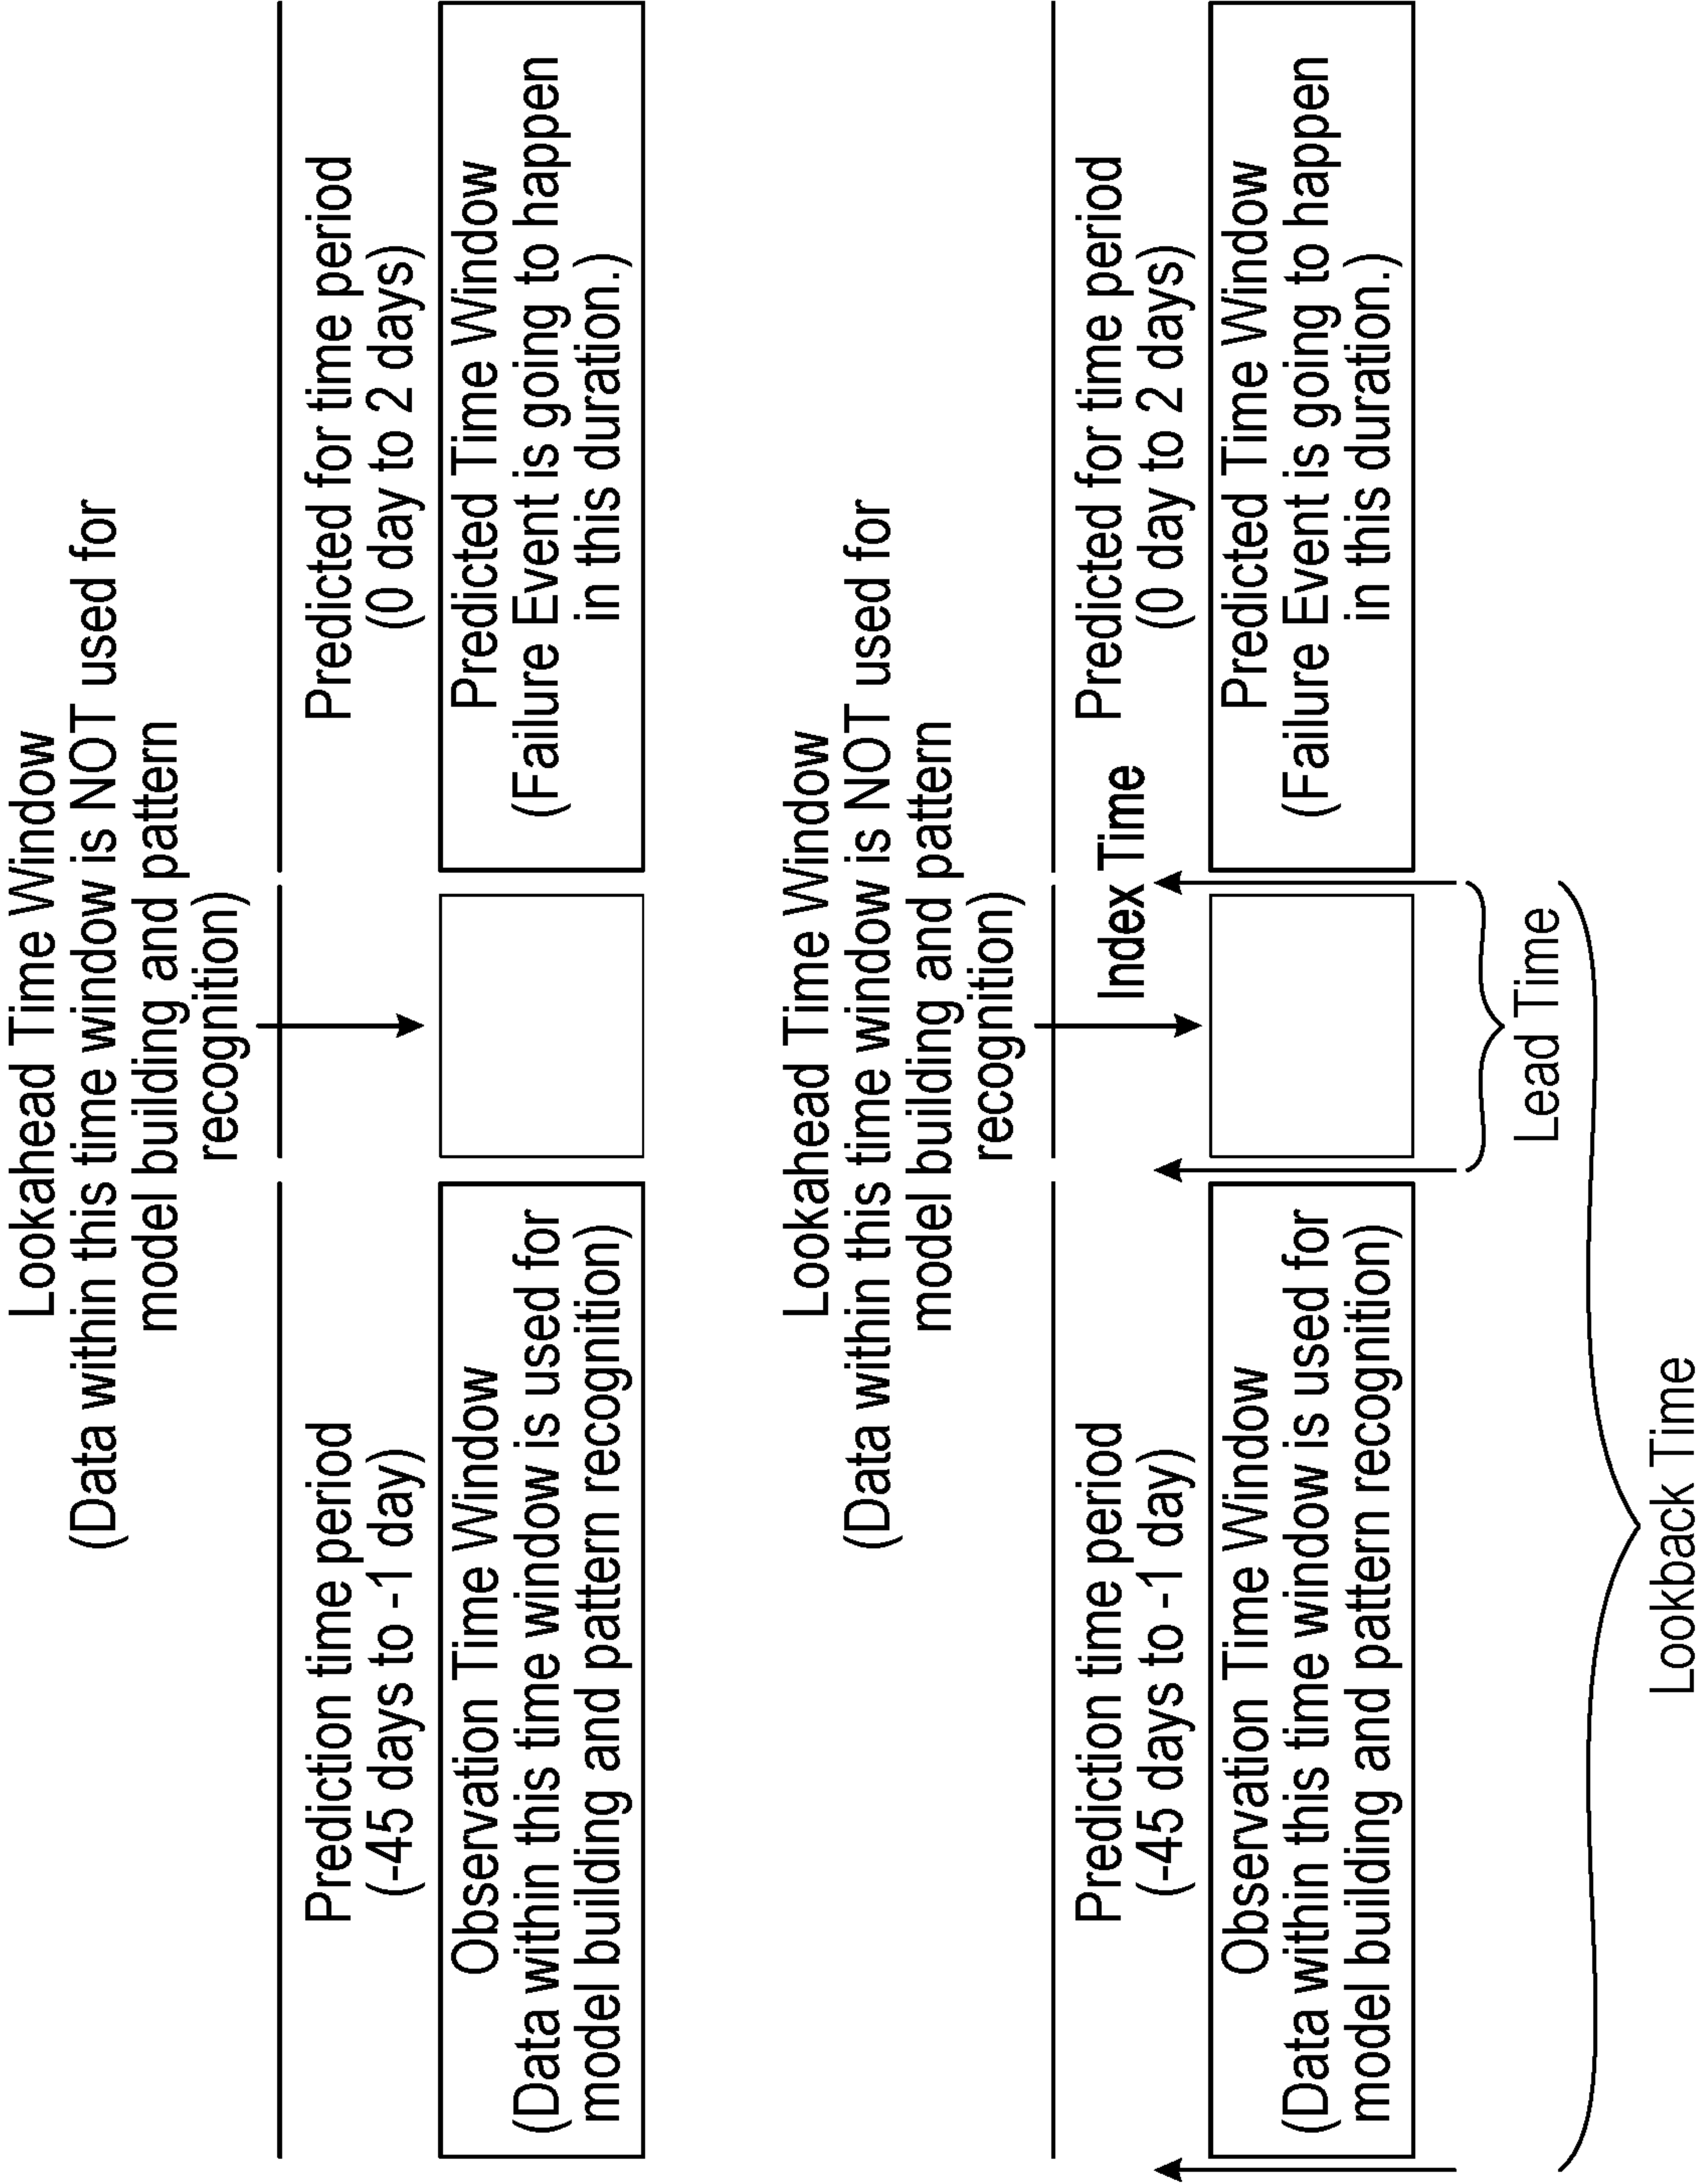 Lookahead Time Window
(Data within this time window is NOT used for
model building and pattern
recognition)
Prediction time period
(-45 days to -1 day)
Predicted for time period
(0 day to 2 days)
Observation Time Window
(Data within this time window is used for
model building and pattern recognition)
Predicted Time Window
(Failure Event is going to happen
in this duration.)
Lookahead Time Window
(Data within this time window is NOT used for
model building and pattern
recognition)
Prediction time period
(-45 days to -1 day)
Index Time
Predicted for time period
(0 day to 2 days)
Observation Time Window
(Data within this time window is used for
model building and pattern recognition)
Predicted Time Window
(Failure Event is going to happen
in this duration.)
Lead Time
Lookback Time